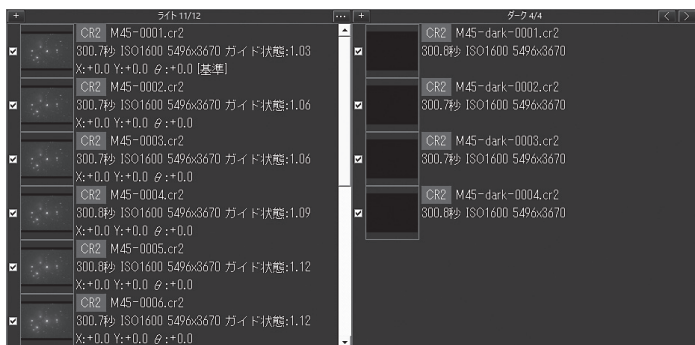 ライト 11/12
CR2 M45-0001.cr2
300.7秒 ISO1600 5496x3670 ガイド状態:1.03
X:+0.0 Y:+0.0 θ:+0.0 [基準]
CR2 M45-0002.cr2
300.7秒 ISO1600 5496x3670 ガイド状態:1.06
X:+0.0 Y:+0.0 θ:+0.0
CR2 M45-0003.cr2
300.7秒 ISO1600 5496x3670 ガイド状態:1.06
X:+0.0 Y:+0.0 θ:+0.0
CR2 M45-0004.cr2
300.8秒 ISO1600 5496x3670 ガイド状態:1.09
X:+0.0 Y:+0.0 θ:+0.0
CR2 M45-0005.cr2
300.8秒 ISO1600 5496x3670 ガイド状態:1.12
X:+0.0 Y:+0.0 θ:+0.0
CR2 M45-0006.cr2
300.7秒 ISO1600 5496x3670 ガイド状態:1.12
X:+0.0 Y:+0.0 θ:+0.0
ダーク 4/4
CR2 M45-dark-0001.cr2
300.8秒 ISO1600 5496x3670
CR2 M45-dark-0002.cr2
300.7秒 ISO1600 5496x3670
CR2 M45-dark-0003.cr2
300.7秒 ISO1600 5496x3670
CR2 M45-dark-0004.cr2
300.8秒 ISO1600 5496x3670